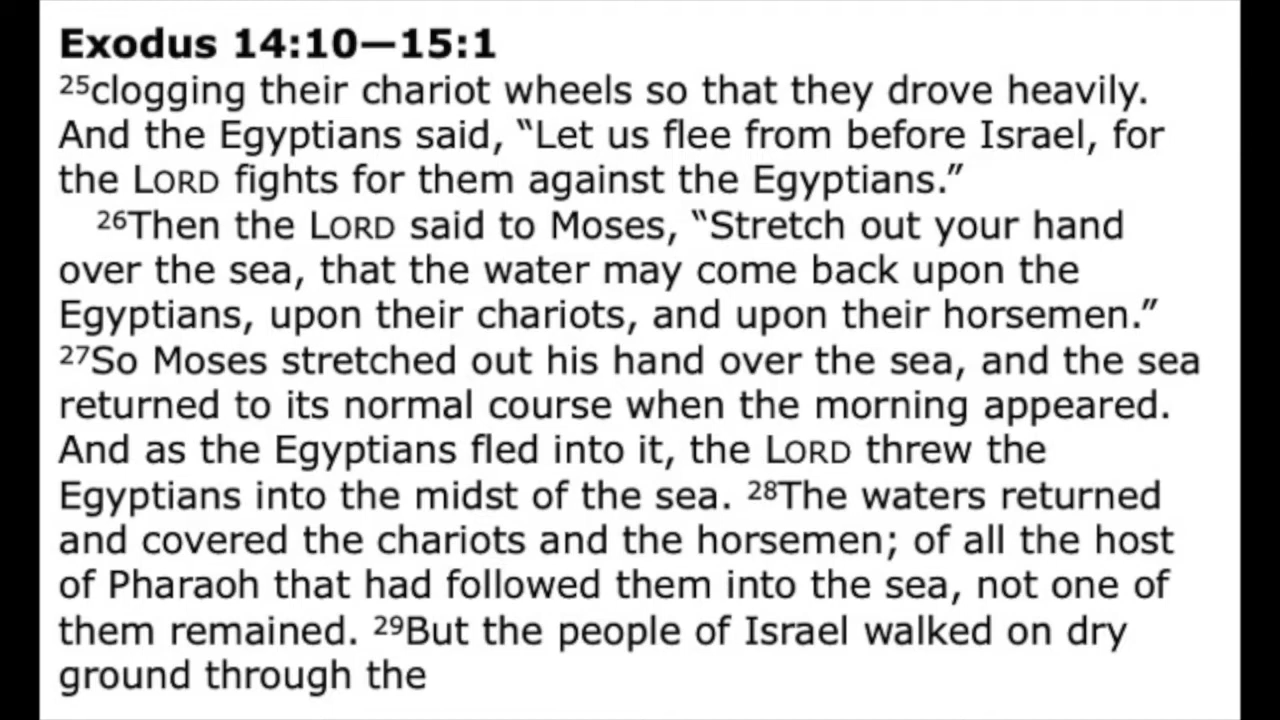 Exodus 14:10—15:1
25clogging their chariot wheels so that they drove heavily.
And the Egyptians said, “Let us flee from before Israel, for
the LORD fights for them against the Egyptians.”
26Then the LORD said to Moses, “Stretch out your hand
over the sea, that the water may come back upon the
Egyptians, upon their chariots, and upon their horsemen.”
27So Moses stretched out his hand over the sea, and the sea
returned to its normal course when the morning appeared.
And as the Egyptians fled into it, the LORD threw the
Egyptians into the midst of the sea. 28The waters returned
and covered the chariots and the horsemen; of all the host
of Pharaoh that had followed them into the sea, not one of
them remained. 29But the people of Israel walked on dry
ground through the